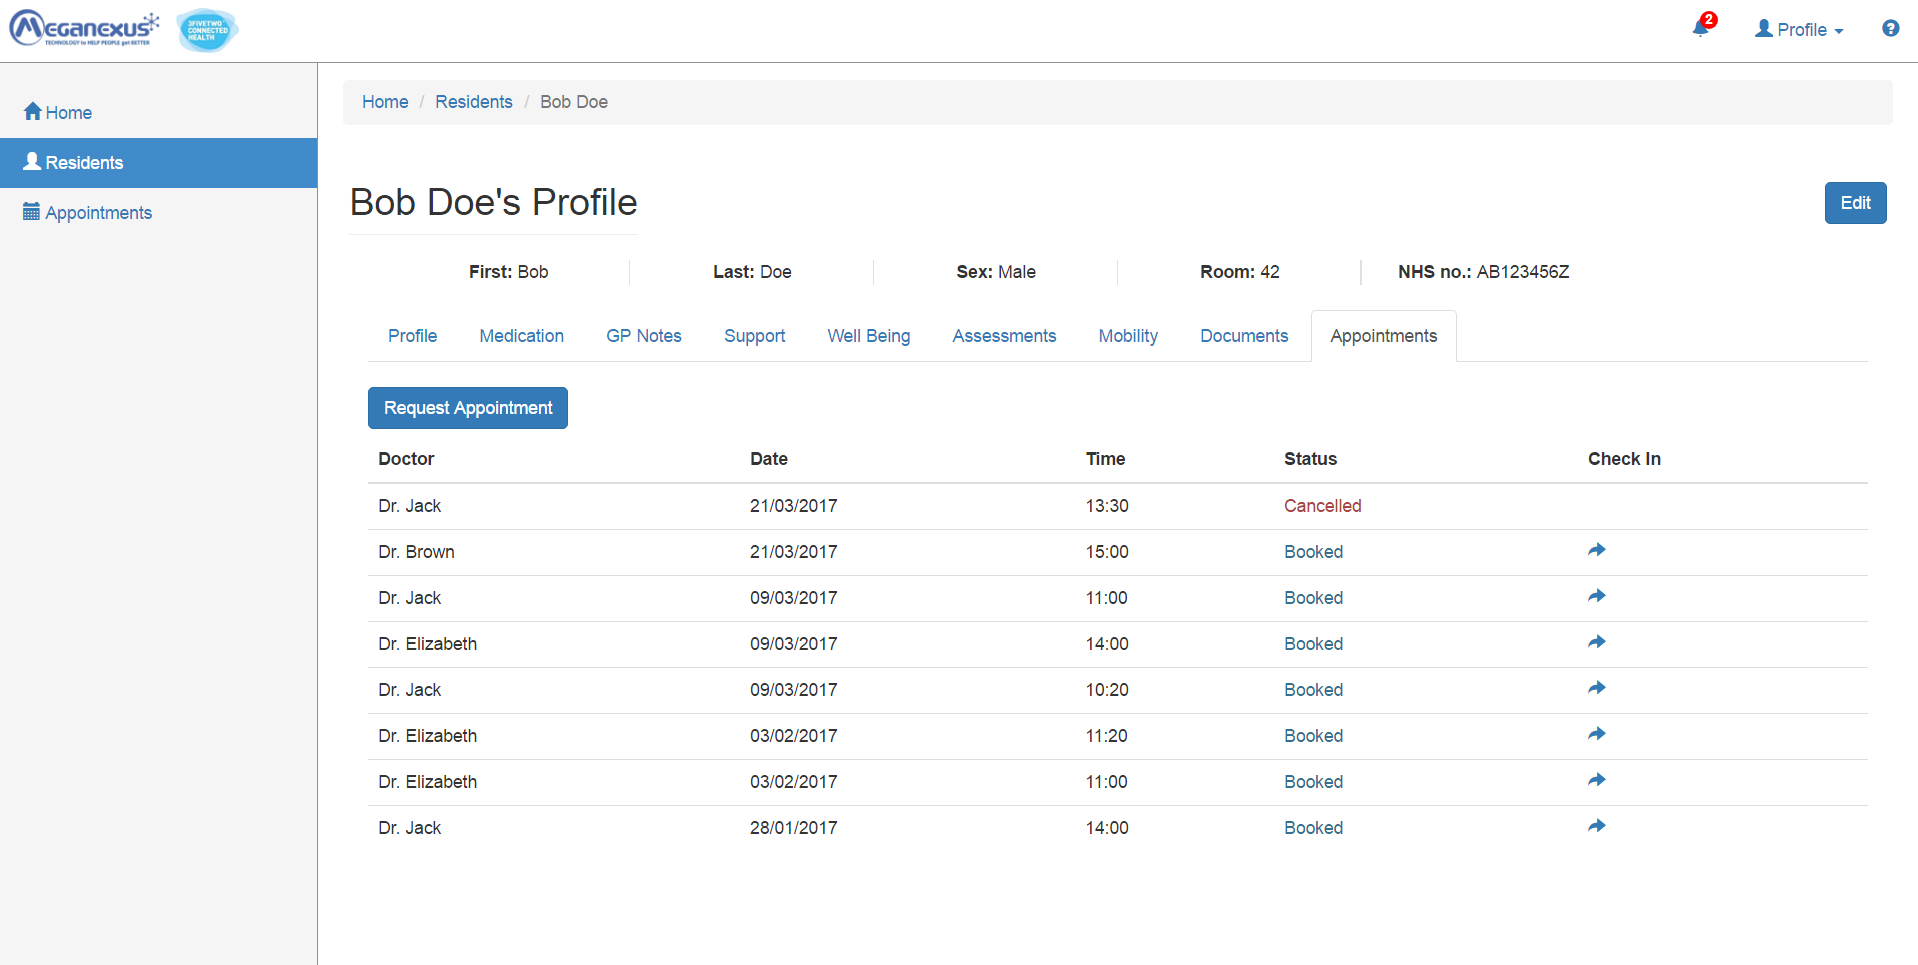 MEGANEXUS
TECHNOLOGY to HELP PEOPLE get BETTER
3FIVETWO
CONNECTED
HEALTH
2
Profile
?
Home
Residents
Appointments
Home / Residents / Bob Doe
Bob Doe's Profile
Edit
First: Bob Last: Doe Sex: Male Room: 42 NHS no.: AB123456Z
Profile Medication GP Notes Support Well Being Assessments Mobility Documents Appointments
Request Appointment
Doctor Date Time Status Check In
Dr. Jack 21/03/2017 13:30 Cancelled
Dr. Brown 21/03/2017 15:00 Booked
Dr. Jack 09/03/2017 11:00 Booked
Dr. Elizabeth 09/03/2017 14:00 Booked
Dr. Jack 09/03/2017 10:20 Booked
Dr. Elizabeth 03/02/2017 11:20 Booked
Dr. Elizabeth 03/02/2017 11:00 Booked
Dr. Jack 28/01/2017 14:00 Booked